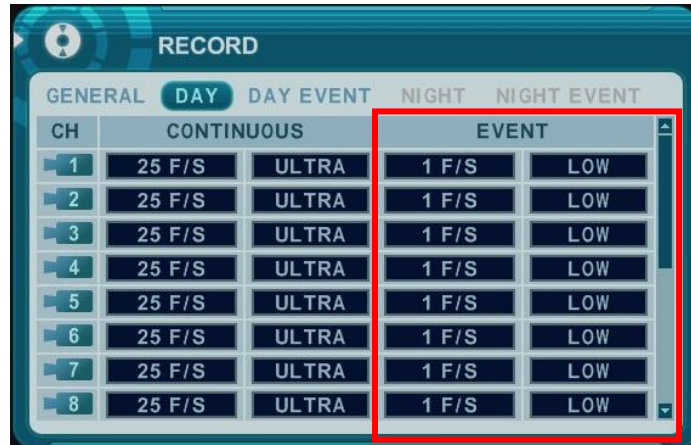 RECORD
GENERAL DAY DAY EVENT NIGHT NIGHT EVENT
CH CONTINUOUS EVENT
1 25 F/S ULTRA 1 F/S LOW
2 25 F/S ULTRA 1 F/S LOW
3 25 F/S ULTRA 1 F/S LOW
4 25 F/S ULTRA 1 F/S LOW
5 25 F/S ULTRA 1 F/S LOW
6 25 F/S ULTRA 1 F/S LOW
7 25 F/S ULTRA 1 F/S LOW
8 25 F/S ULTRA 1 F/S LOW